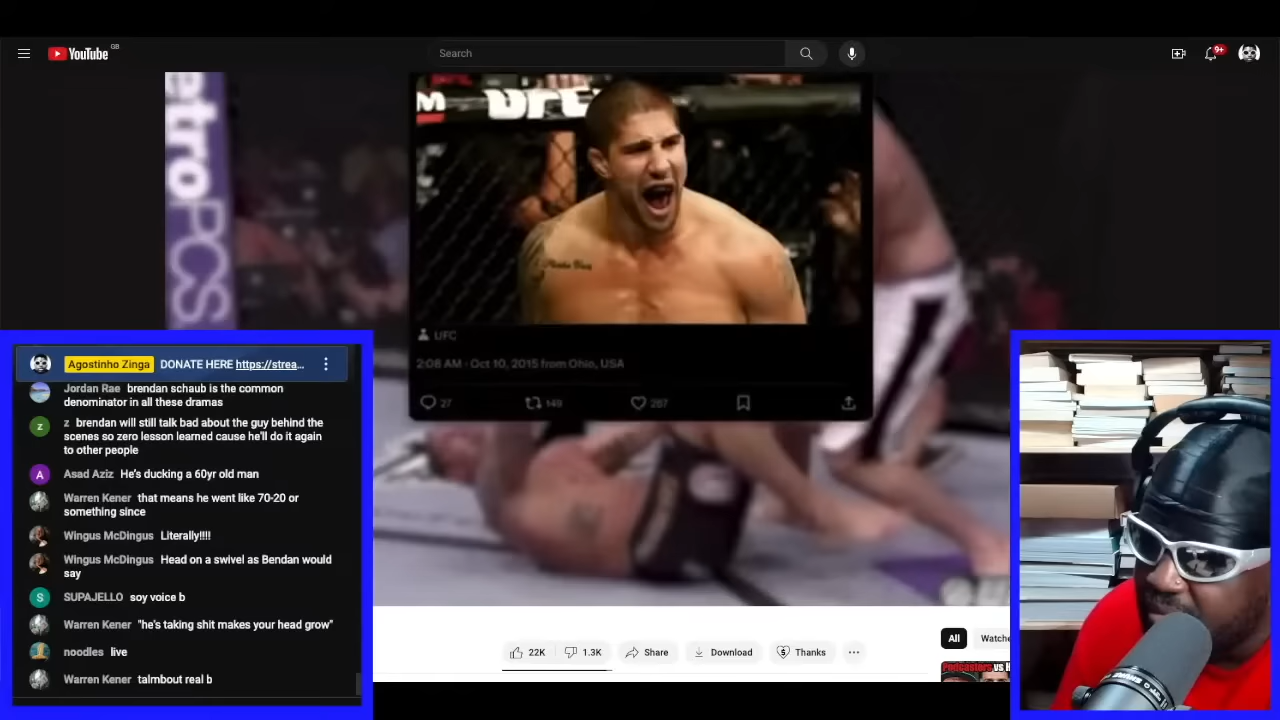 YouTube GB
Search
9+
etroPCS
M
UFC
UFC
2:08 AM · Oct 10, 2015 from Ohio, USA
27
149
267
Agostinho Zinga DONATE HERE https://strea...
Jordan Rae brendan schaub is the common
denominator in all these dramas
z brendan will still talk bad about the guy behind the
scenes so zero lesson learned cause he'll do it again
to other people
Asad Aziz He's ducking a 60yr old man
Warren Kener that means he went like 70-20 or
something since
Wingus McDingus Literally!!!!
Wingus McDingus Head on a swivel as Bendan would
say
SUPAJELLO soy voice b
Warren Kener "he's taking shit makes your head grow"
noodles live
Warren Kener talmbout real b
22K
1.3K
Share
Download
Thanks
All
Watche
Podcasters vs H